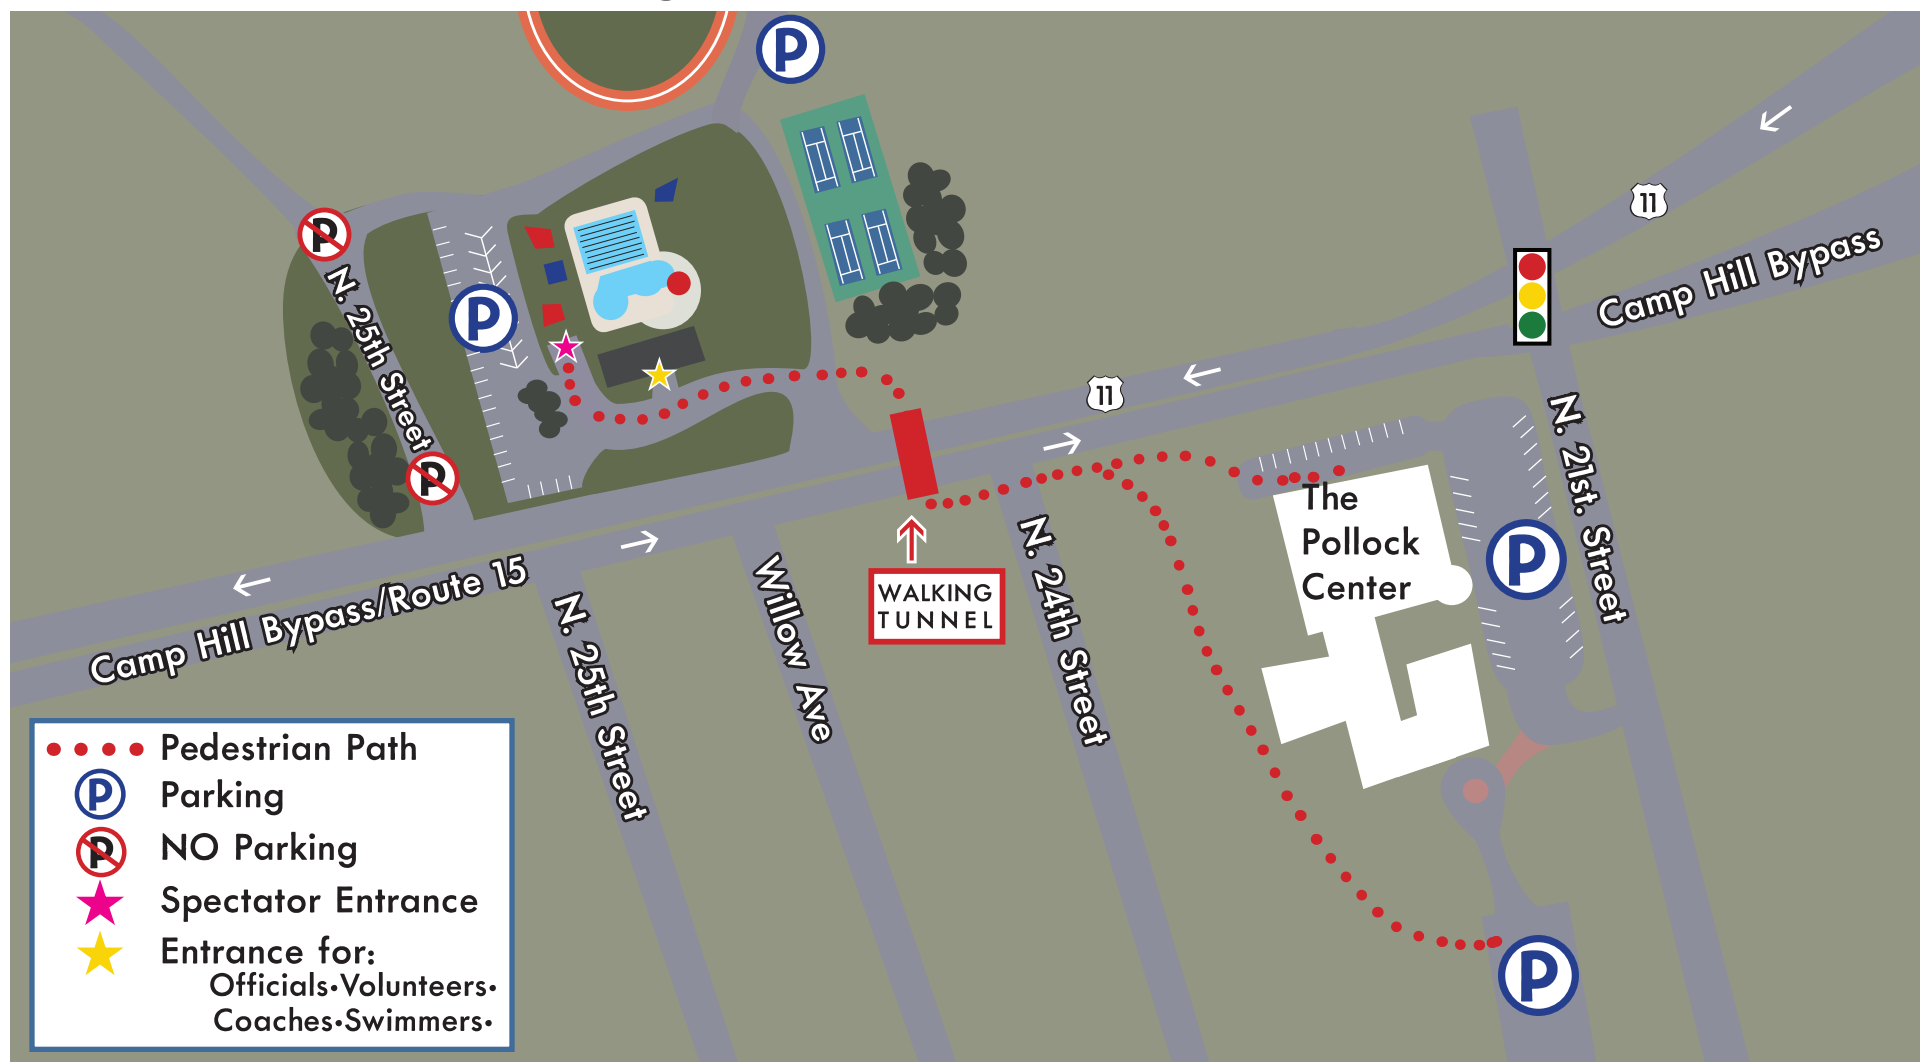 P
11
P
N. 25th Street
P
Camp Hill Bypass
11
P
N. 21st. Street
The
Pollock
Center
P
WALKING
TUNNEL
N. 24th Street
Willow Ave
Camp Hill Bypass/Route 15
N. 25th Street
Pedestrian Path
P
Parking
P
NO Parking
Spectator Entrance
Entrance for:
Officials•Volunteers•
Coaches•Swimmers•
P